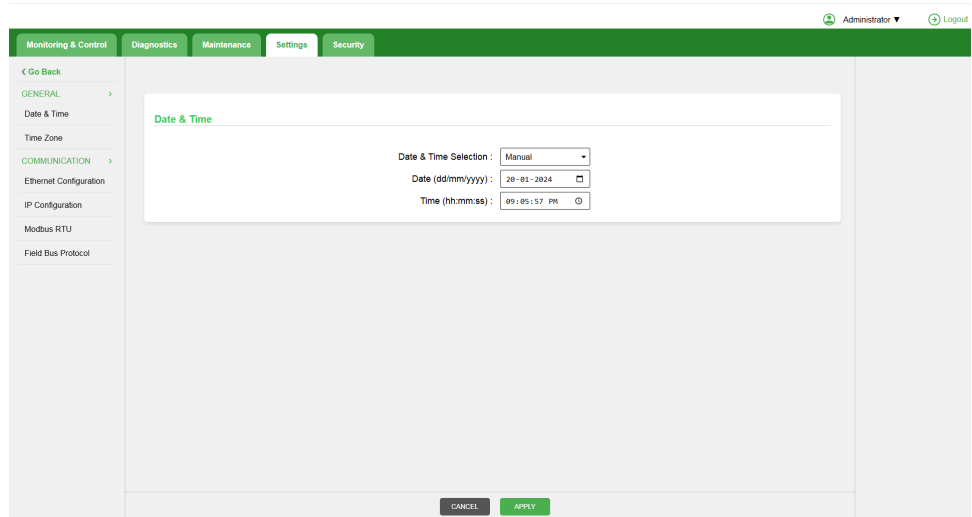 Administrator ▼ Logout
Monitoring & Control Diagnostics Maintenance Settings Security
Go Back
GENERAL
Date & Time
Time Zone
COMMUNICATION
Ethernet Configuration
IP Configuration
Modbus RTU
Field Bus Protocol
Date & Time
Date & Time Selection : Manual
Date (dd/mm/yyyy) : 20-01-2024
Time (hh:mm:ss) : 09:05:57 PM
CANCEL APPLY